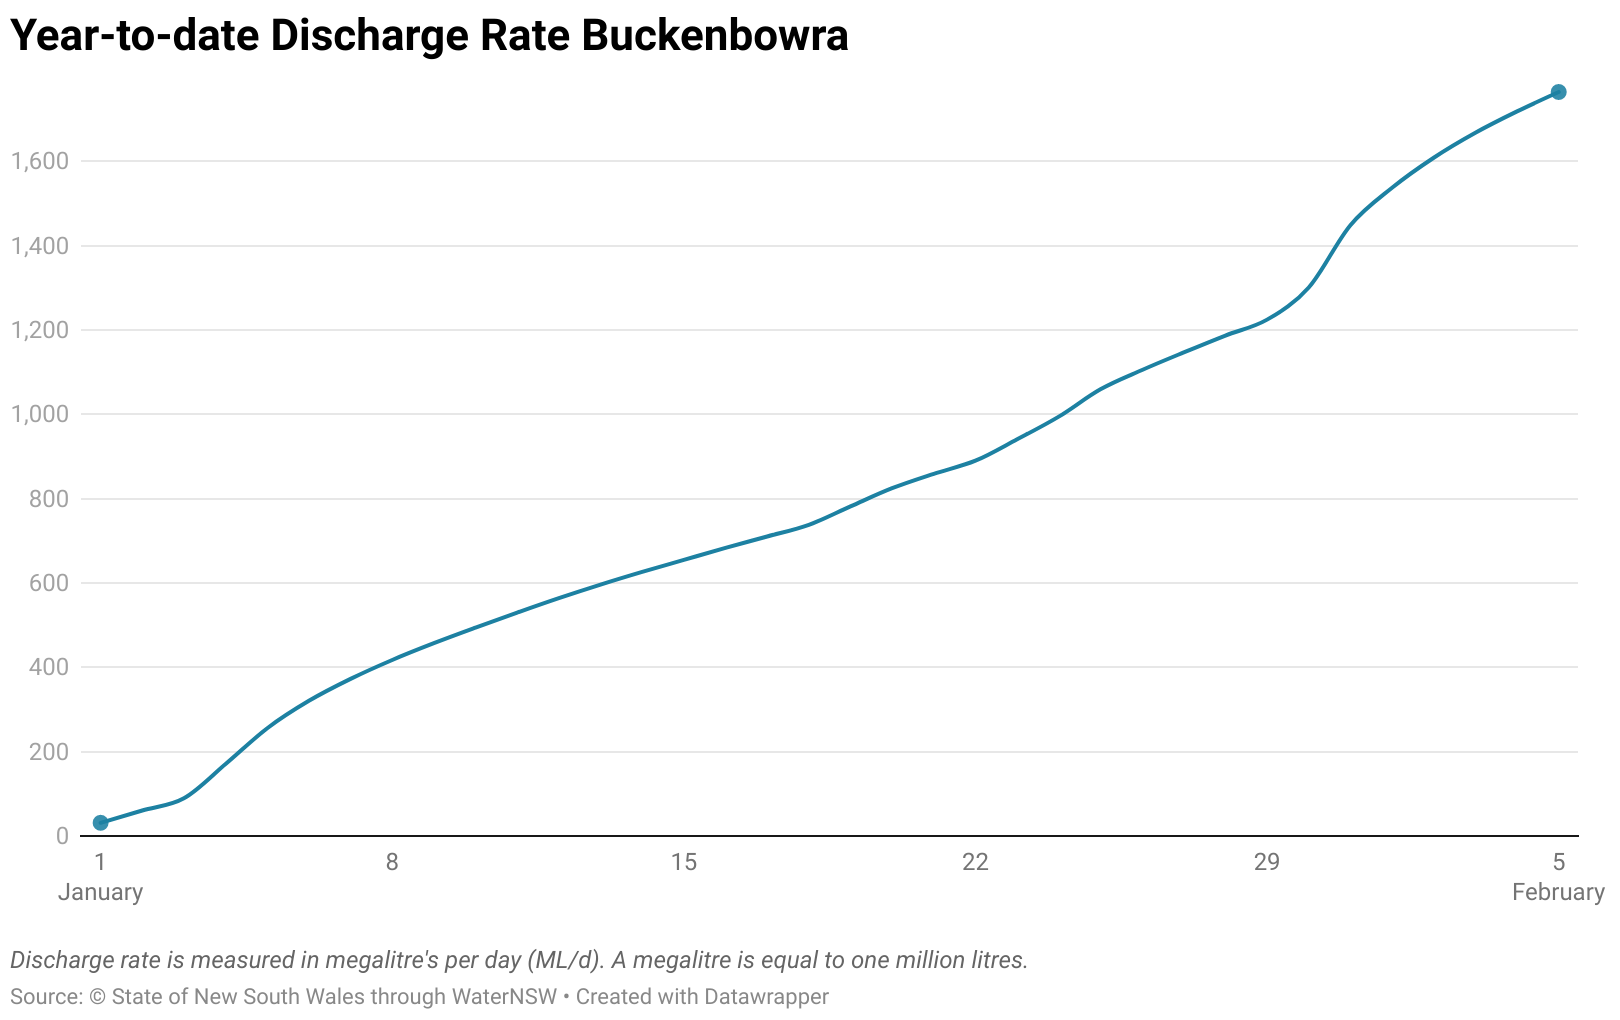 Year-to-date Discharge Rate Buckenbowra
1,600
1,400
1,200
1,000
800
600
400
200
0
1 8 15 22 29 5
January February
Discharge rate is measured in megalitre's per day (ML/d). A megalitre is equal to one million litres.
Source: © State of New South Wales through WaterNSW • Created with Datawrapper